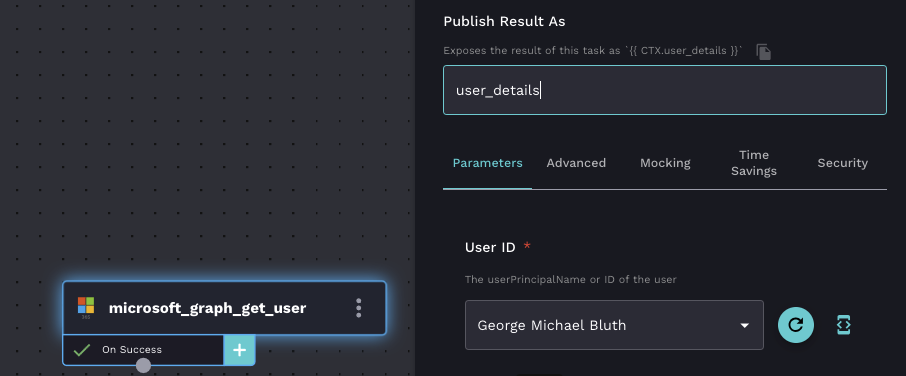 Publish Result As
Exposes the result of this task as `{{ CTX.user_details }}`
user_details
Parameters
Advanced
Mocking
Time
Savings
Security
User ID *
The userPrincipalName or ID of the user
George Michael Bluth
microsoft_graph_get_user
On Success